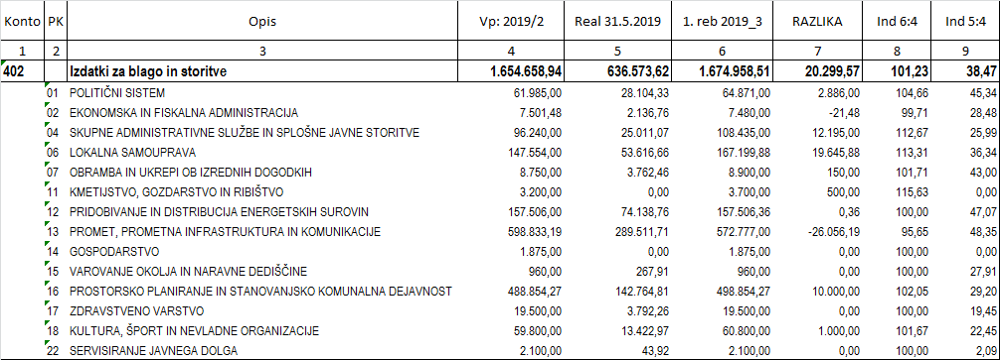 Konto PK Opis Vp: 2019/2 Real 31.5.2019 1. reb 2019_3 RAZLIKA Ind 6:4 Ind 5:4
1 2 3 4 5 6 7 8 9
402 Izdatki za blago in storitve 1.654.658,94 636.573,62 1.674.958,51 20.299,57 101,23 38,47
01 POLITIČNI SISTEM 61.985,00 28.104,33 64.871,00 2.886,00 104,66 45,34
02 EKONOMSKA IN FISKALNA ADMINISTRACIJA 7.501,48 2.136,76 7.480,00 -21,48 99,71 28,48
04 SKUPNE ADMINISTRATIVNE SLUŽBE IN SPLOŠNE JAVNE STORITVE 96.240,00 25.011,07 108.435,00 12.195,00 112,67 25,99
06 LOKALNA SAMOUPRAVA 147.554,00 53.616,66 167.199,88 19.645,88 113,31 36,34
07 OBRAMBA IN UKREPI OB IZREDNIH DOGODKIH 8.750,00 3.762,46 8.900,00 150,00 101,71 43,00
11 KMETIJSTVO, GOZDARSTVO IN RIBIŠTVO 3.200,00 0,00 3.700,00 500,00 115,63 0,00
12 PRIDOBIVANJE IN DISTRIBUCIJA ENERGETSKIH SUROVIN 157.506,00 74.138,76 157.506,36 0,36 100,00 47,07
13 PROMET, PROMETNA INFRASTRUKTURA IN KOMUNIKACIJE 598.833,19 289.511,71 572.777,00 -26.056,19 95,65 48,35
14 GOSPODARSTVO 1.875,00 0,00 1.875,00 0,00 100,00 0,00
15 VAROVANJE OKOLJA IN NARAVNE DEDIŠČINE 960,00 267,91 960,00 0,00 100,00 27,91
16 PROSTORSKO PLANIRANJE IN STANOVANJSKO KOMUNALNA DEJAVNOST 488.854,27 142.764,81 498.854,27 10.000,00 102,05 29,20
17 ZDRAVSTVENO VARSTVO 19.500,00 3.792,26 19.500,00 0,00 100,00 19,45
18 KULTURA, ŠPORT IN NEVLADNE ORGANIZACIJE 59.800,00 13.422,97 60.800,00 1.000,00 101,67 22,45
22 SERVISIRANJE JAVNEGA DOLGA 2.100,00 43,92 2.100,00 0,00 100,00 2,09